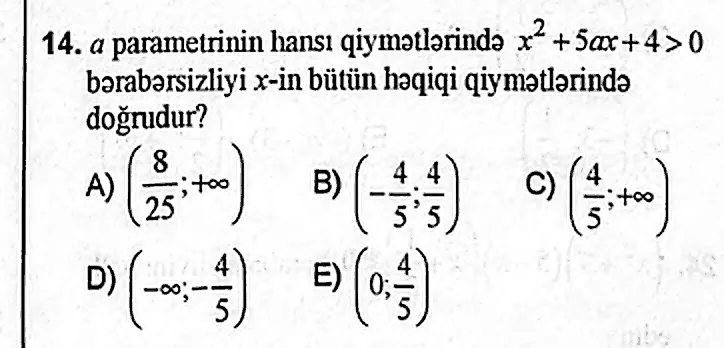 14. a parametrinin hansı qiymətlərində x² + 5ax + 4 > 0
bərabərsizliyi x-in bütün həqiqi qiymətlərində
doğrudur?
A) (8/25; +∞) B) (-4/5; 4/5) C) (4/5; +∞)
D) (-∞; -4/5) E) (0; 4/5)